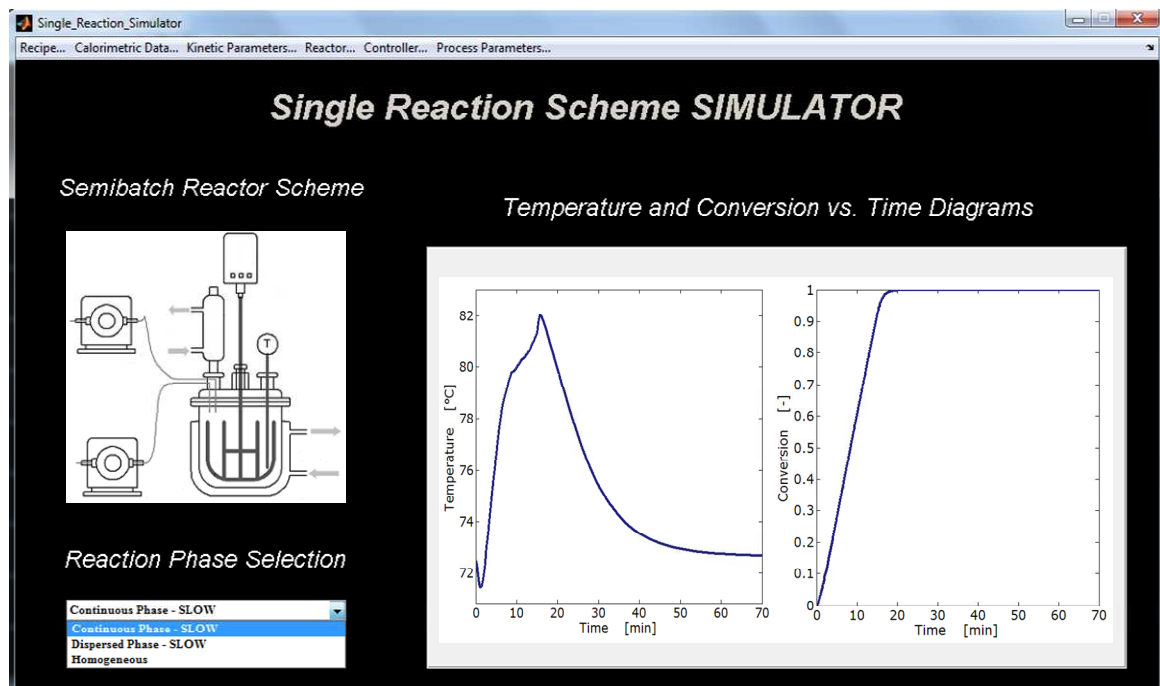 Single_Reaction_Simulator
Recipe... Calorimetric Data... Kinetic Parameters... Reactor... Controller... Process Parameters...
Single Reaction Scheme SIMULATOR
Semibatch Reactor Scheme
Temperature and Conversion vs. Time Diagrams
T
82
80
78
76
74
72
Temperature [°C]
0 10 20 30 40 50 60 70
Time [min]
1
0.9
0.8
0.7
0.6
0.5
0.4
0.3
0.2
0.1
0
Conversion [-]
0 10 20 30 40 50 60 70
Time [min]
Reaction Phase Selection
Continuous Phase - SLOW
Continuous Phase - SLOW
Dispersed Phase - SLOW
Homogeneous